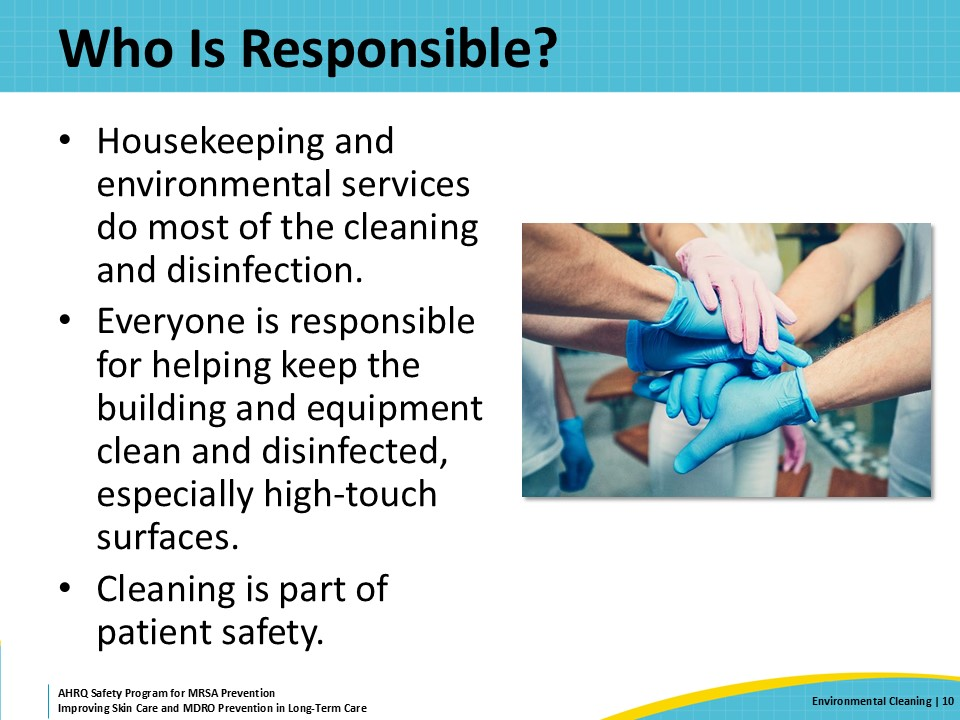 Who Is Responsible?
• Housekeeping and
environmental services
do most of the cleaning
and disinfection.
• Everyone is responsible
for helping keep the
building and equipment
clean and disinfected,
especially high-touch
surfaces.
• Cleaning is part of
patient safety.
AHRQ Safety Program for MRSA Prevention
Improving Skin Care and MDRO Prevention in Long-Term Care
Environmental Cleaning | 10